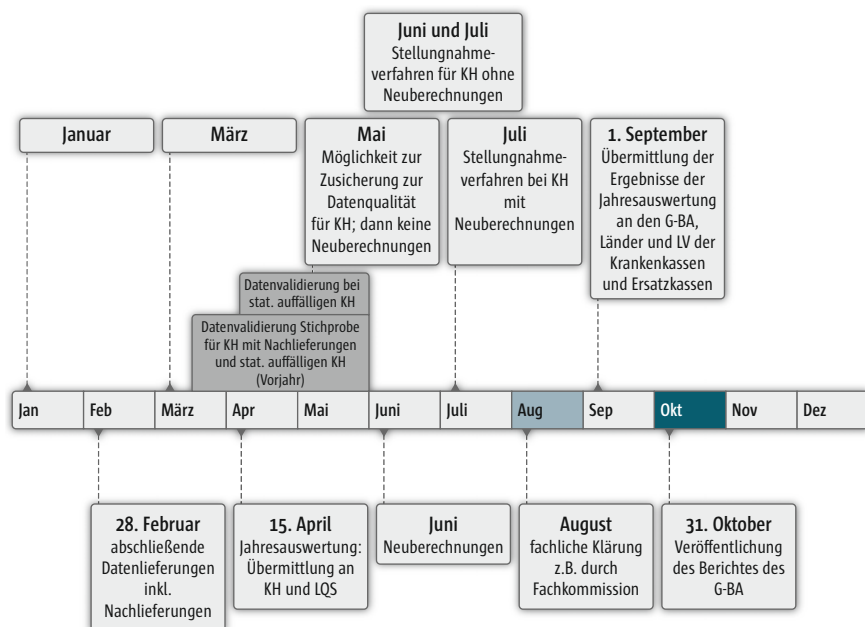 Juni und Juli
Stellungnahme-
verfahren für KH ohne
Neuberechnungen
Januar
März
Mai
Möglichkeit zur
Zusicherung zur
Datenqualität
für KH; dann keine
Neuberechnungen
Juli
Stellungnahme-
verfahren bei KH
mit
Neuberechnungen
1. September
Übermittlung der
Ergebnisse der
Jahresauswertung
an den G-BA,
Länder und LV der
Krankenkassen
und Ersatzkassen
Datenvalidierung bei
stat. auffälligen KH
Datenvalidierung Stichprobe
für KH mit Nachlieferungen
und stat. auffälligen KH
(Vorjahr)
Jan Feb März Apr Mai Juni Juli Aug Sep Okt Nov Dez
28. Februar
abschließende
Datenlieferungen
inkl.
Nachlieferungen
15. April
Jahresauswertung:
Übermittlung an
KH und LQS
Juni
Neuberechnungen
August
fachliche Klärung
z.B. durch
Fachkommission
31. Oktober
Veröffentlichung
des Berichtes des
G-BA